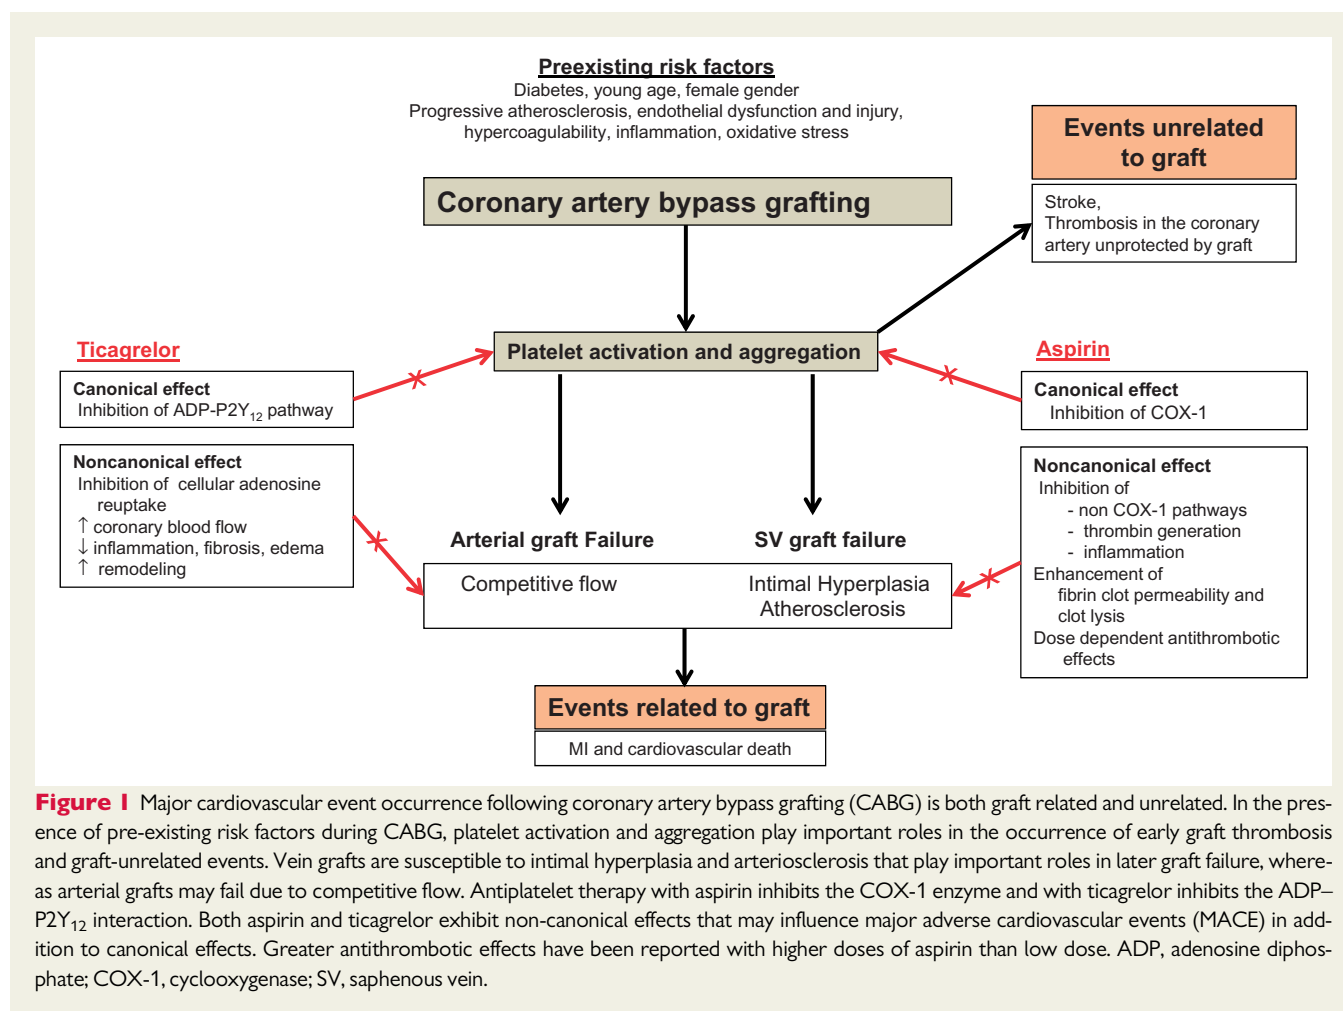 Preexisting risk factors
Diabetes, young age, female gender
Progressive atherosclerosis, endothelial dysfunction and injury,
hypercoagulability, inflammation, oxidative stress
Events unrelated
to graft
Stroke,
Thrombosis in the coronary
artery unprotected by graft
Coronary artery bypass grafting
Platelet activation and aggregation
Ticagrelor
Canonical effect
Inhibition of ADP-P2Y12 pathway
Noncanonical effect
Inhibition of cellular adenosine
reuptake
↑ coronary blood flow
↓ inflammation, fibrosis, edema
↑ remodeling
Aspirin
Canonical effect
Inhibition of COX-1
Noncanonical effect
Inhibition of
- non COX-1 pathways
- thrombin generation
- inflammation
Enhancement of
fibrin clot permeability and
clot lysis
Dose dependent antithrombotic
effects
Arterial graft Failure
SV graft failure
Competitive flow
Intimal Hyperplasia
Atherosclerosis
Events related to graft
MI and cardiovascular death
Figure 1 Major cardiovascular event occurrence following coronary artery bypass grafting (CABG) is both graft related and unrelated. In the pres-
ence of pre-existing risk factors during CABG, platelet activation and aggregation play important roles in the occurrence of early graft thrombosis
and graft-unrelated events. Vein grafts are susceptible to intimal hyperplasia and arteriosclerosis that play important roles in later graft failure, where-
as arterial grafts may fail due to competitive flow. Antiplatelet therapy with aspirin inhibits the COX-1 enzyme and with ticagrelor inhibits the ADP–
P2Y12 interaction. Both aspirin and ticagrelor exhibit non-canonical effects that may influence major adverse cardiovascular events (MACE) in add-
ition to canonical effects. Greater antithrombotic effects have been reported with higher doses of aspirin than low dose. ADP, adenosine diphos-
phate; COX-1, cyclooxygenase; SV, saphenous vein.